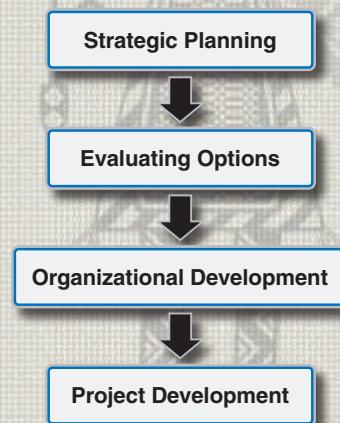 Strategic Planning
Evaluating Options
Organizational Development
Project Development